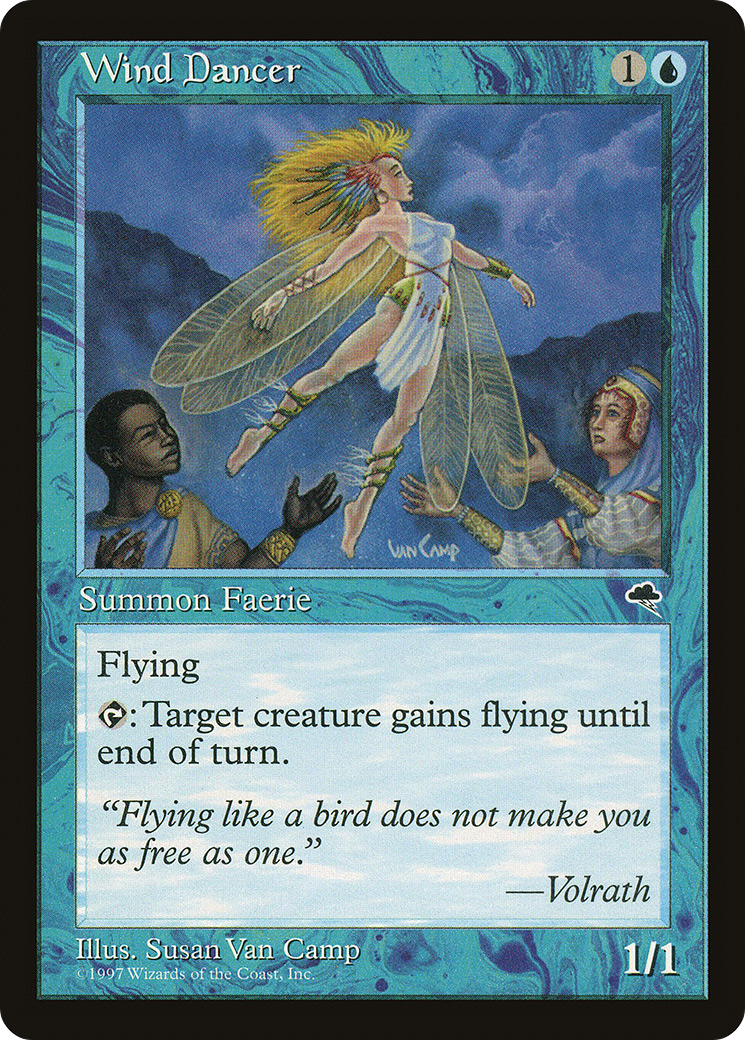 Wind Dancer
1
VAN CAMP
Summon Faerie
Flying
: Target creature gains flying until
end of turn.
“Flying like a bird does not make you
as free as one.”
—Volrath
Illus. Susan Van Camp
©1997 Wizards of the Coast, Inc.
1/1